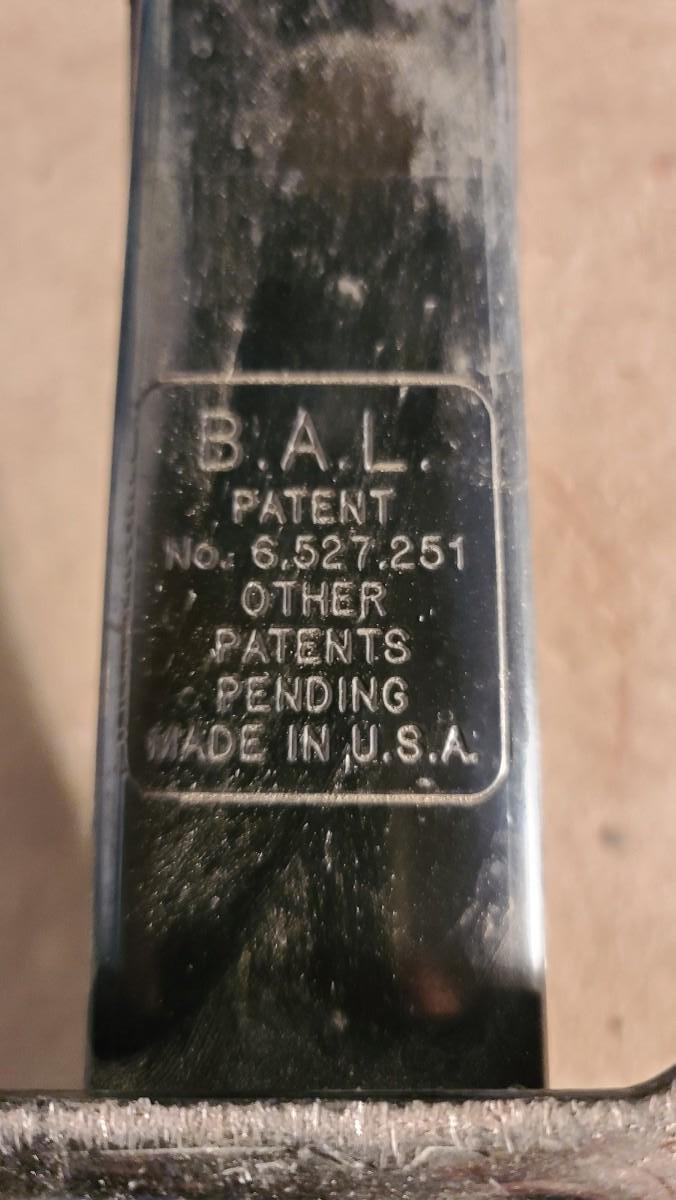 B.A.L.
PATENT
No. 6,527,251
OTHER
PATENTS
PENDING
MADE IN U.S.A.